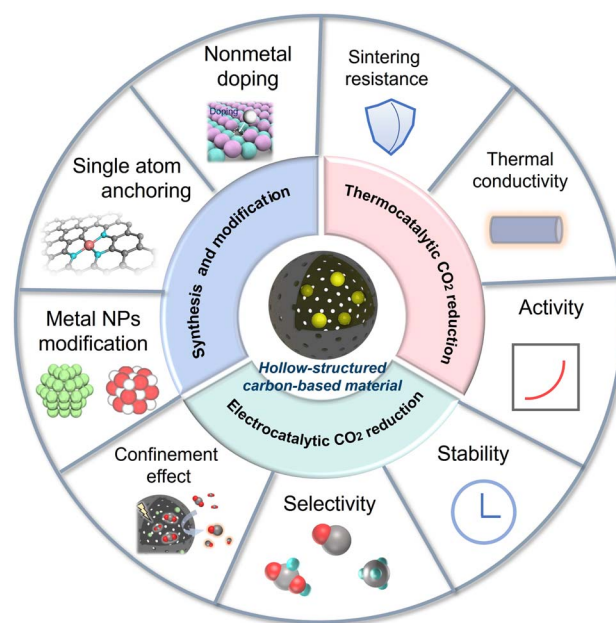 Nonmetal
doping
Doping
Sintering
resistance
Thermal
conductivity
Activity
Stability
Selectivity
Confinement
effect
Metal NPs
modification
Single atom
anchoring
Synthesis and modification
Thermocatalytic CO₂ reduction
Electrocatalytic CO₂ reduction
Hollow-structured
carbon-based material